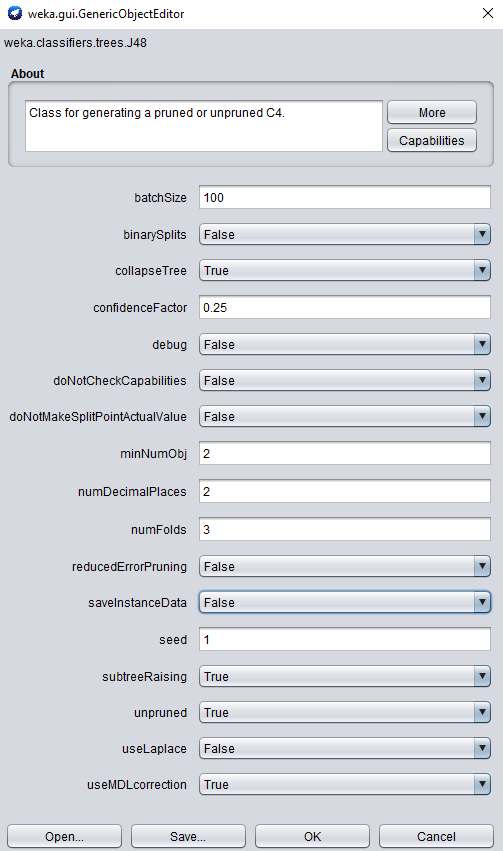 weka.gui.GenericObjectEditor
weka.classifiers.trees.J48
About
Class for generating a pruned or unpruned C4.
More
Capabilities
batchSize 100
binarySplits False
collapseTree True
confidenceFactor 0.25
debug False
doNotCheckCapabilities False
doNotMakeSplitPointActualValue False
minNumObj 2
numDecimalPlaces 2
numFolds 3
reducedErrorPruning False
saveInstanceData False
seed 1
subtreeRaising True
unpruned True
useLaplace False
useMDLcorrection True
Open... Save... OK Cancel